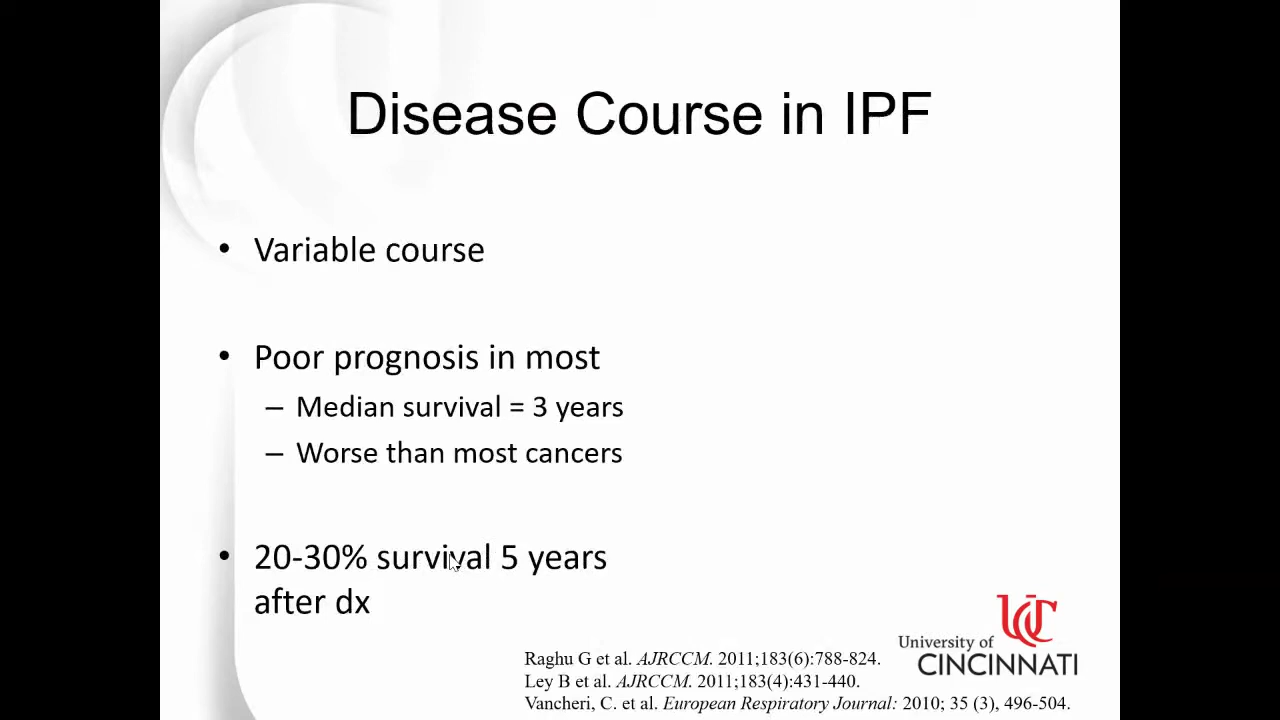 Disease Course in IPF
• Variable course
• Poor prognosis in most
– Median survival = 3 years
– Worse than most cancers
• 20-30% survival 5 years
after dx
Raghu G et al. AJRCCM. 2011;183(6):788-824.
Ley B et al. AJRCCM. 2011;183(4):431-440.
Vancheri, C. et al. European Respiratory Journal: 2010; 35 (3), 496-504.
UC
University of
CINCINNATI